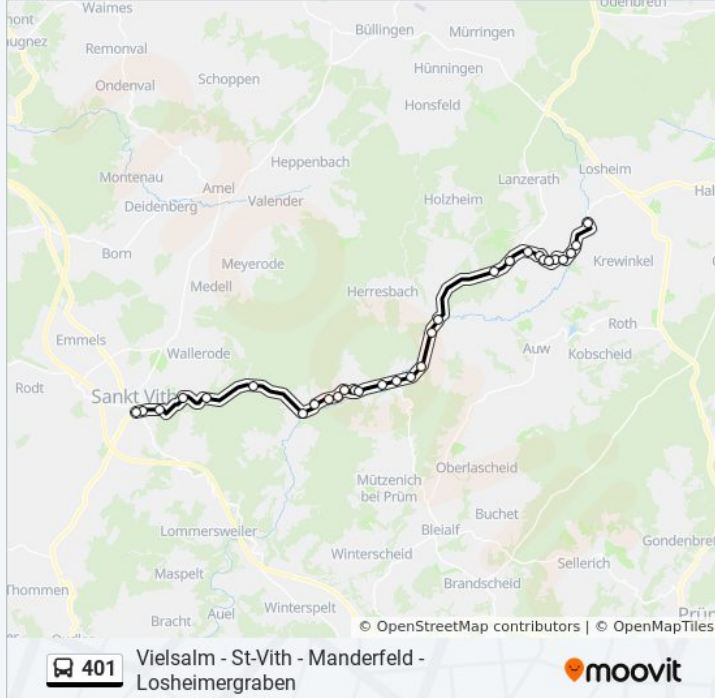 Waimes
Udenbreth
Büllingen
Mürringen
Remonval
Hünningen
Schoppen
Ondenval
Honsfeld
Heppenbach
Losheim
Montenau
Lanzerath
Amel
Holzheim
Deidenberg
Valender
Krewinkel
Born
Meyerode
Medell
Herresbach
Roth
Emmels
Auw
Kobscheid
Wallerode
Rodt
Sankt Vith
Oberlascheid
Mützenich
bei Prüm
Buchet
Bleialf
Lommersweiler
Winterscheid
Sellerich
Maspelt
Brandscheid
Thommen
Auel
Winterspelt
Bracht
© OpenStreetMap contributors | © OpenMapTiles
401
Vielsalm - St-Vith - Manderfeld -
Losheimergraben
moovit